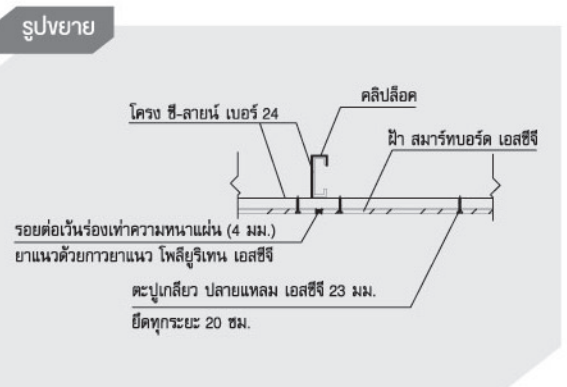 รูปขยาย
คลิปล็อค
โครง ซี-ลายน์ เบอร์ 24
ฝ้า สมาร์ทบอร์ด เอสซีจี
รอยต่อเว้นร่องเท่าความหนาแผ่น (4 มม.)
ยาแนวด้วยกาวยาแนว โพลียูริเทน เอสซีจี
ตะปูเกลียว ปลายแหลม เอสซีจี 23 มม.
ยึดทุกระยะ 20 ซม.